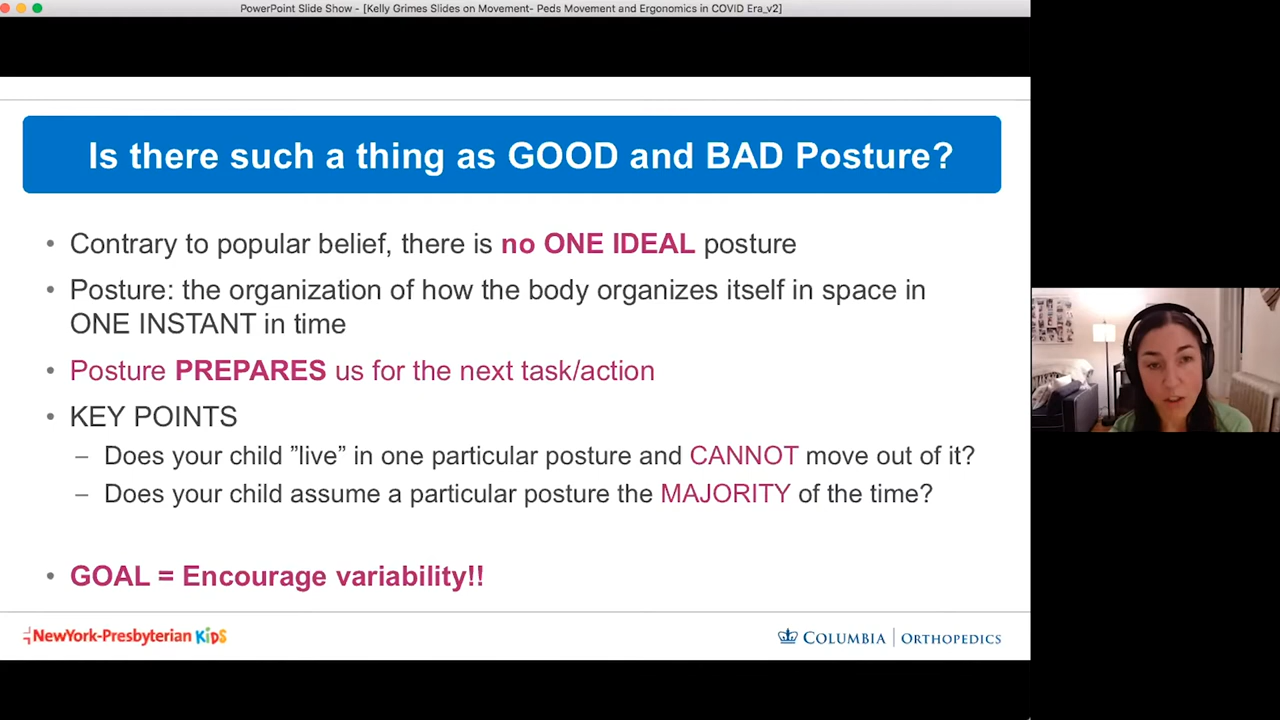 PowerPoint Slide Show - [Kelly Grimes Slides on Movement- Peds Movement and Ergonomics in COVID Era_v2]
Is there such a thing as GOOD and BAD Posture?
• Contrary to popular belief, there is no ONE IDEAL posture
• Posture: the organization of how the body organizes itself in space in
ONE INSTANT in time
• Posture PREPARES us for the next task/action
• KEY POINTS
– Does your child ”live” in one particular posture and CANNOT move out of it?
– Does your child assume a particular posture the MAJORITY of the time?
• GOAL = Encourage variability!!
NewYork-Presbyterian KiDS
COLUMBIA | ORTHOPEDICS